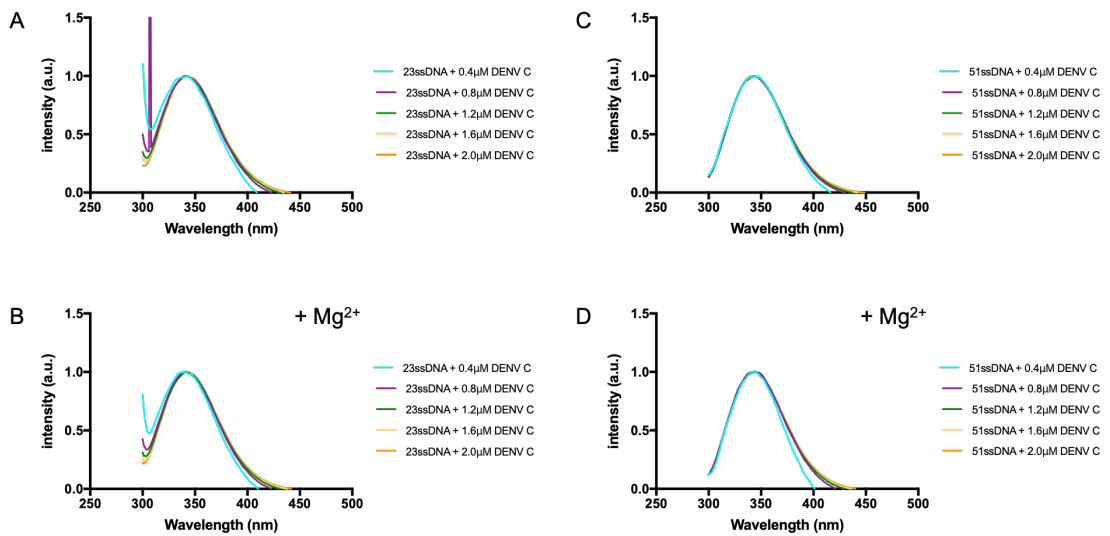 A
intensity (a.u.)
1.5
1.0
0.5
0.0
250 300 350 400 450 500
Wavelength (nm)
23ssDNA + 0.4μM DENV C
23ssDNA + 0.8μM DENV C
23ssDNA + 1.2μM DENV C
23ssDNA + 1.6μM DENV C
23ssDNA + 2.0μM DENV C
C
intensity (a.u.)
1.5
1.0
0.5
0.0
250 300 350 400 450 500
Wavelength (nm)
51ssDNA + 0.4μM DENV C
51ssDNA + 0.8μM DENV C
51ssDNA + 1.2μM DENV C
51ssDNA + 1.6μM DENV C
51ssDNA + 2.0μM DENV C
B
+ Mg²⁺
intensity (a.u.)
1.5
1.0
0.5
0.0
250 300 350 400 450 500
Wavelength (nm)
23ssDNA + 0.4μM DENV C
23ssDNA + 0.8μM DENV C
23ssDNA + 1.2μM DENV C
23ssDNA + 1.6μM DENV C
23ssDNA + 2.0μM DENV C
D
+ Mg²⁺
intensity (a.u.)
1.5
1.0
0.5
0.0
250 300 350 400 450 500
Wavelength (nm)
51ssDNA + 0.4μM DENV C
51ssDNA + 0.8μM DENV C
51ssDNA + 1.2μM DENV C
51ssDNA + 1.6μM DENV C
51ssDNA + 2.0μM DENV C